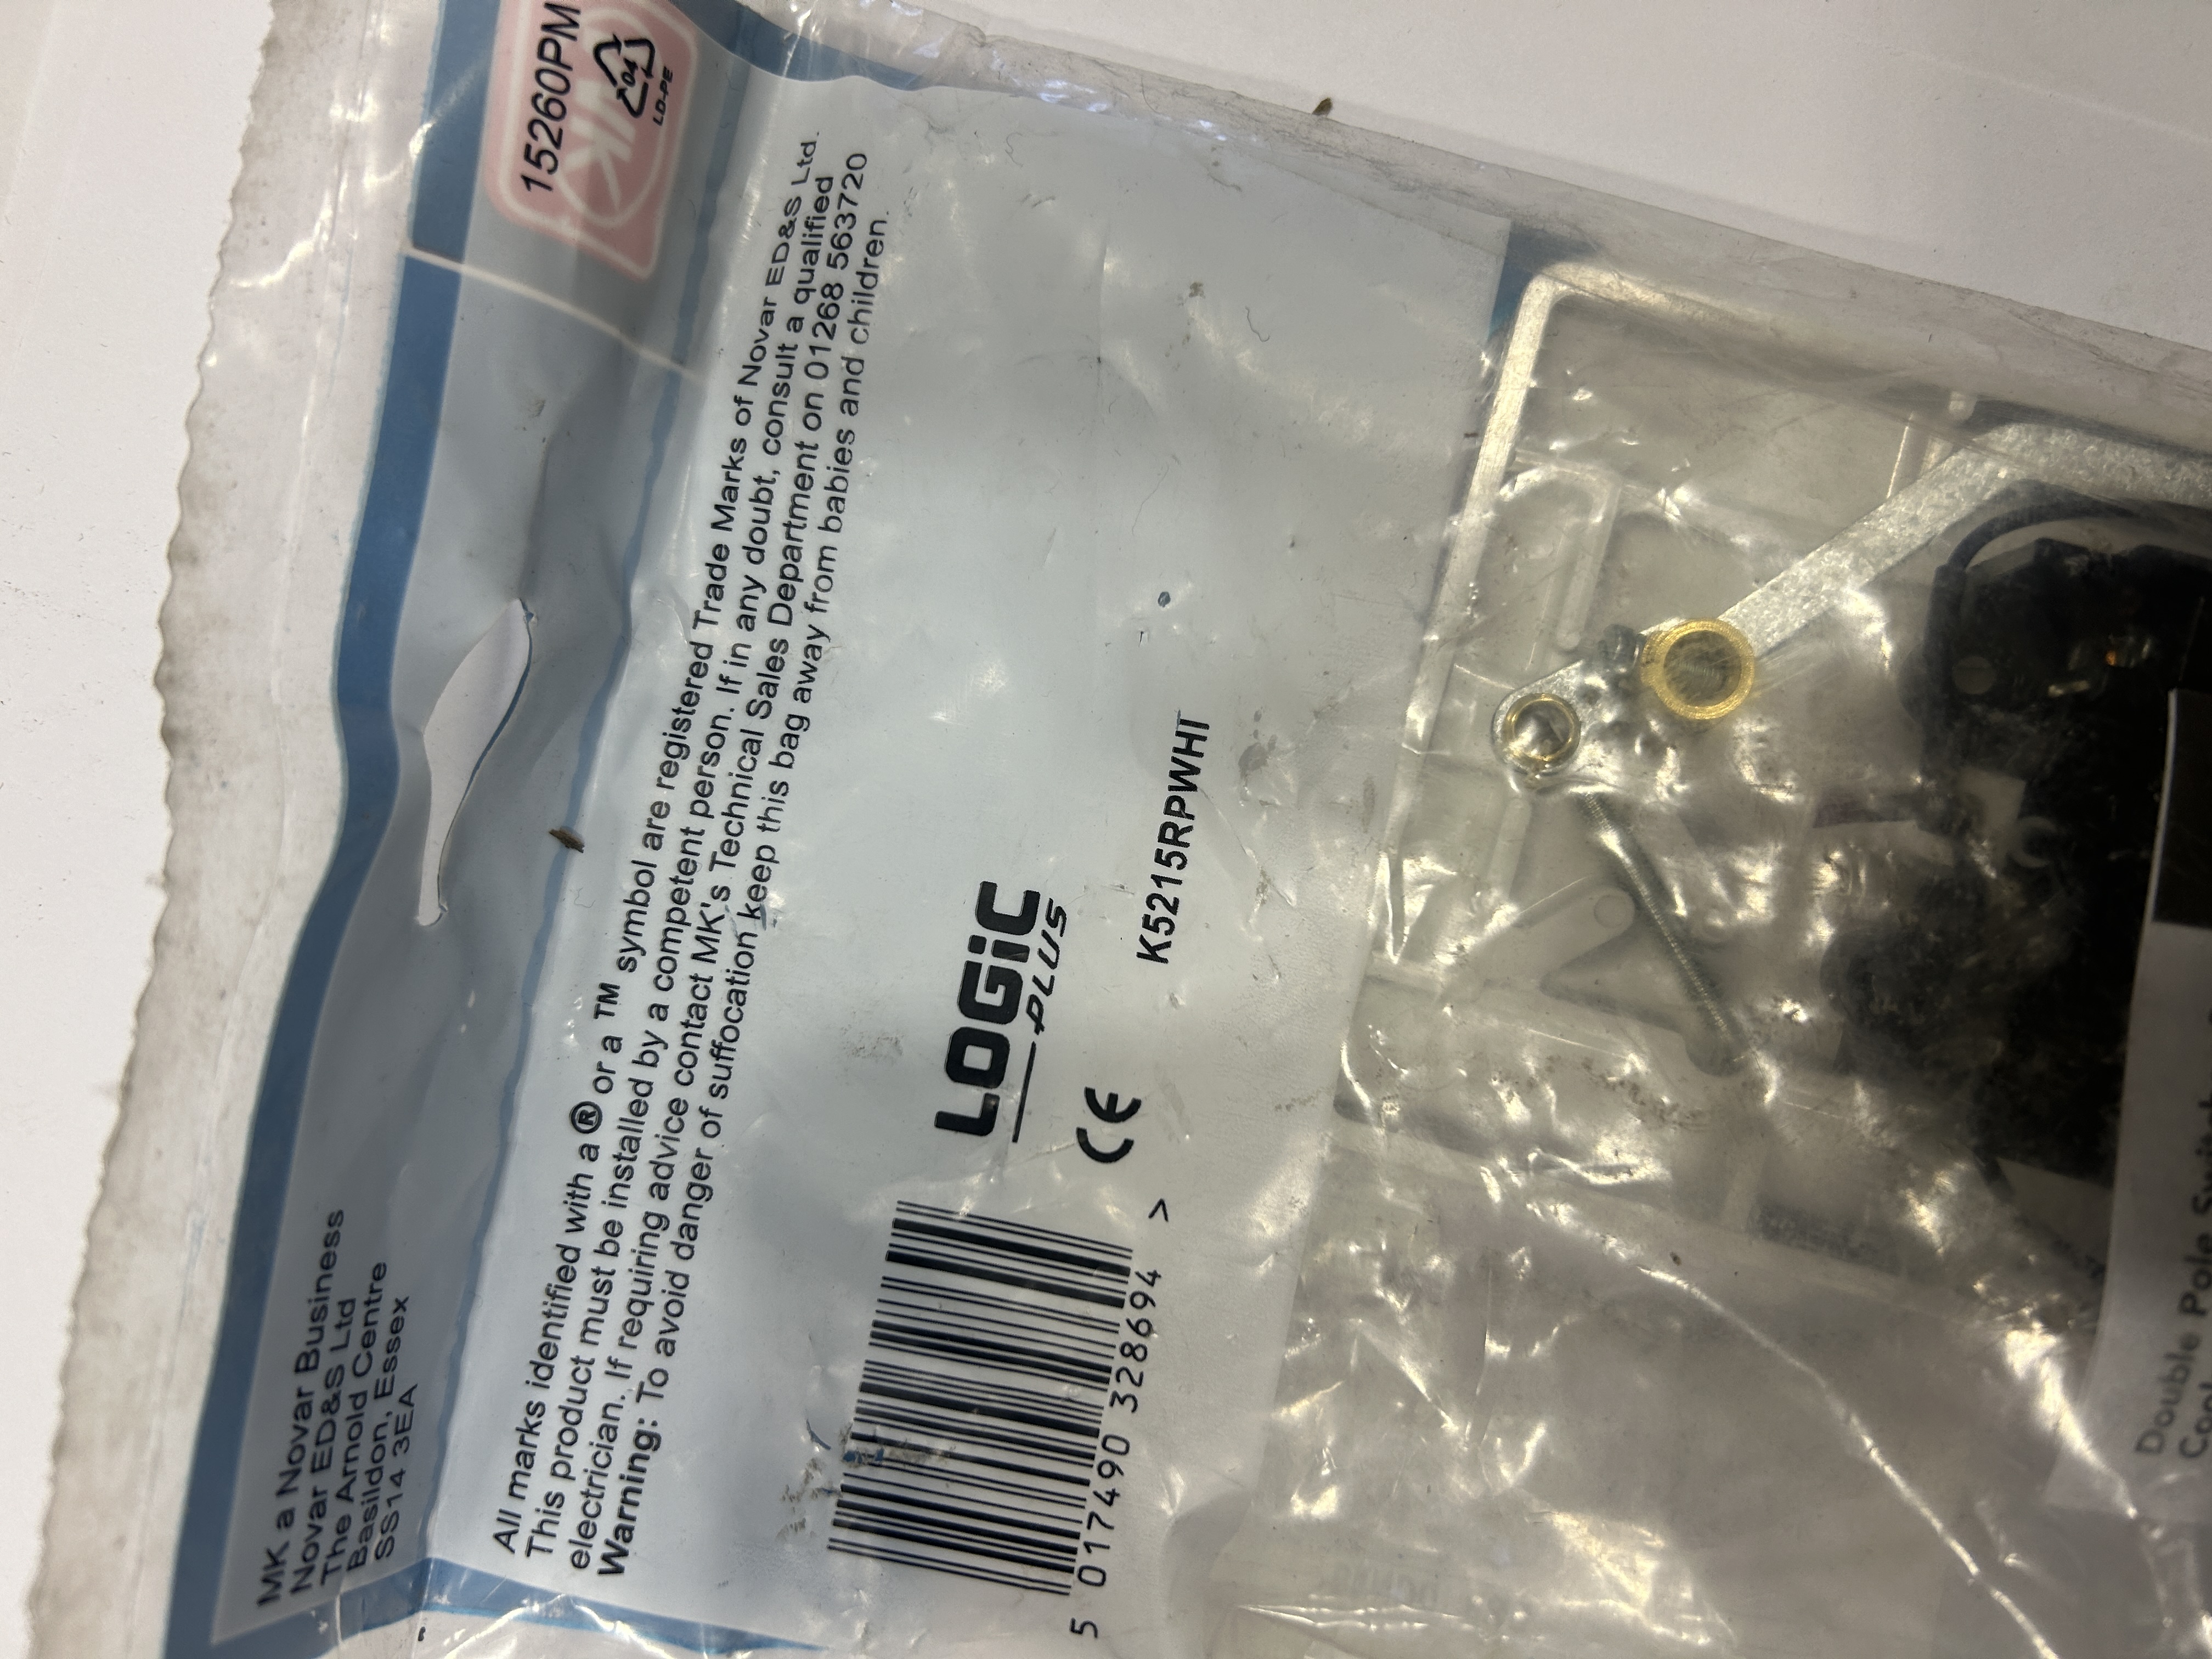 15260PM
MK
04
LD-PE
MK a Novar Business
Novar ED&S Ltd
The Arnold Centre
Basildon, Essex
SS14 3EA
All marks identified with a ® or a ™ symbol are registered Trade Marks of Novar ED&S Ltd.
This product must be installed by a competent person. If in any doubt, consult a qualified
electrician. If requiring advice contact MK's Technical Sales Department on 01268 563720
Warning: To avoid danger of suffocation keep this bag away from babies and children.
LOGiC
PLUS
CE
K5215RPWHI
5 017490 328694 >
Double Pole